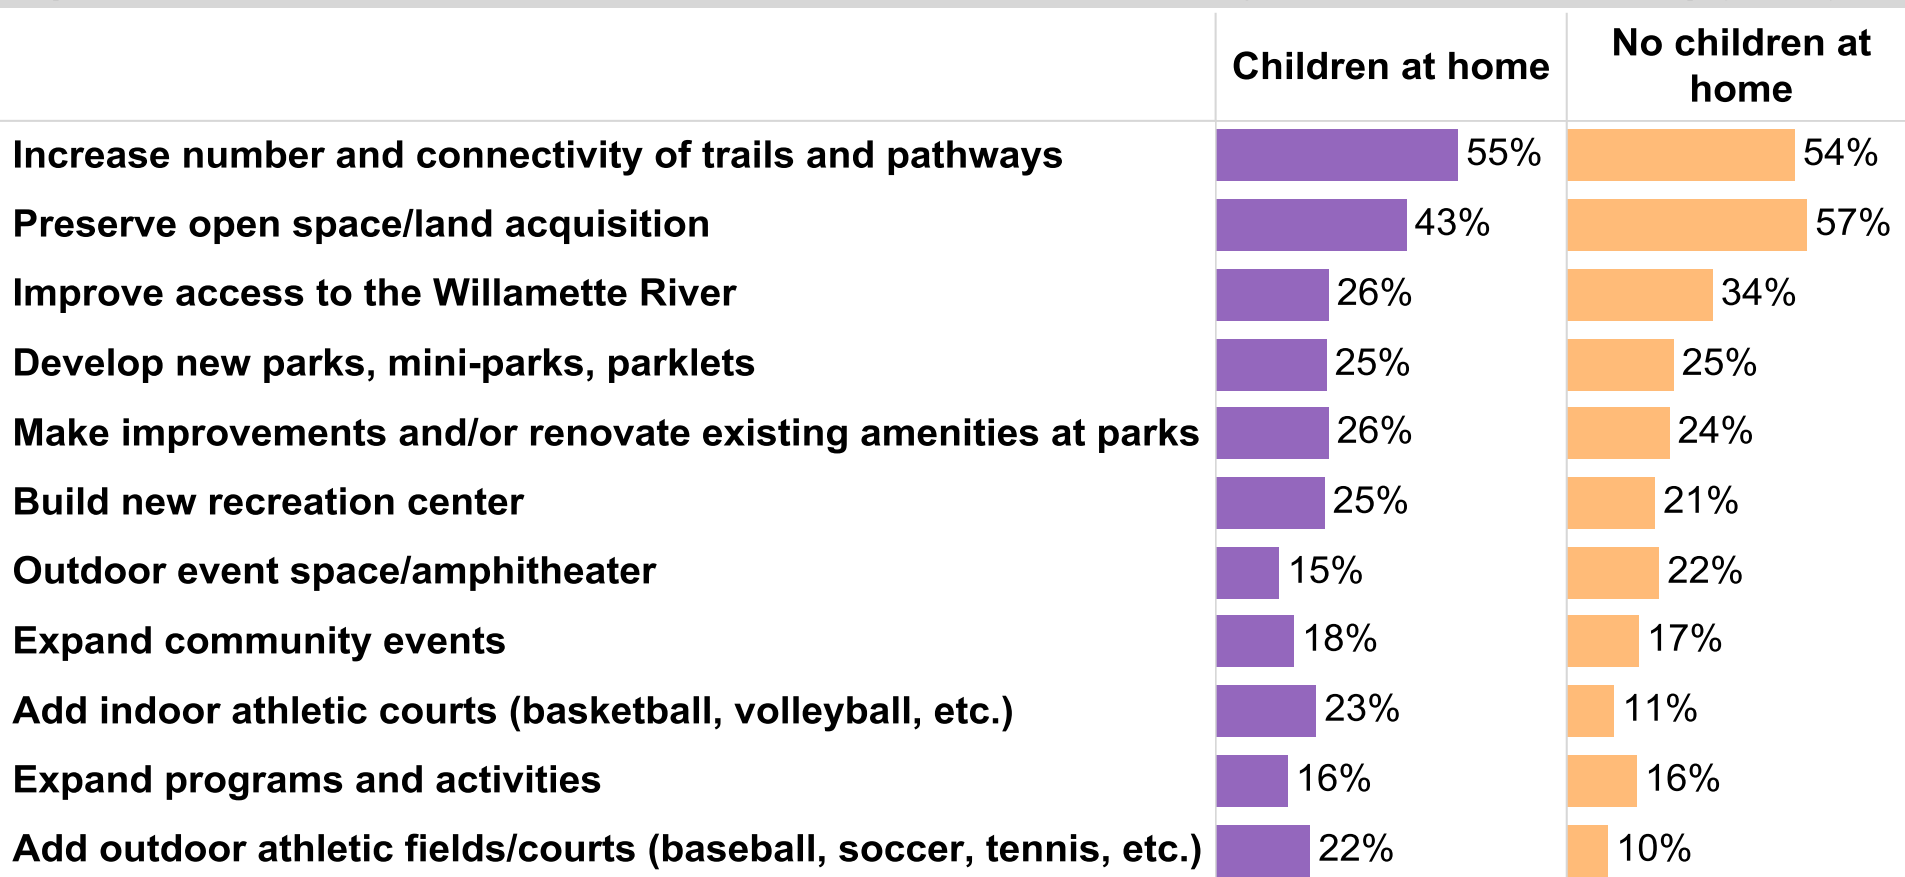 Children at home
No children at
home
Increase number and connectivity of trails and pathways 55% 54%
Preserve open space/land acquisition 43% 57%
Improve access to the Willamette River 26% 34%
Develop new parks, mini-parks, parklets 25% 25%
Make improvements and/or renovate existing amenities at parks 26% 24%
Build new recreation center 25% 21%
Outdoor event space/amphitheater 15% 22%
Expand community events 18% 17%
Add indoor athletic courts (basketball, volleyball, etc.) 23% 11%
Expand programs and activities 16% 16%
Add outdoor athletic fields/courts (baseball, soccer, tennis, etc.) 22% 10%